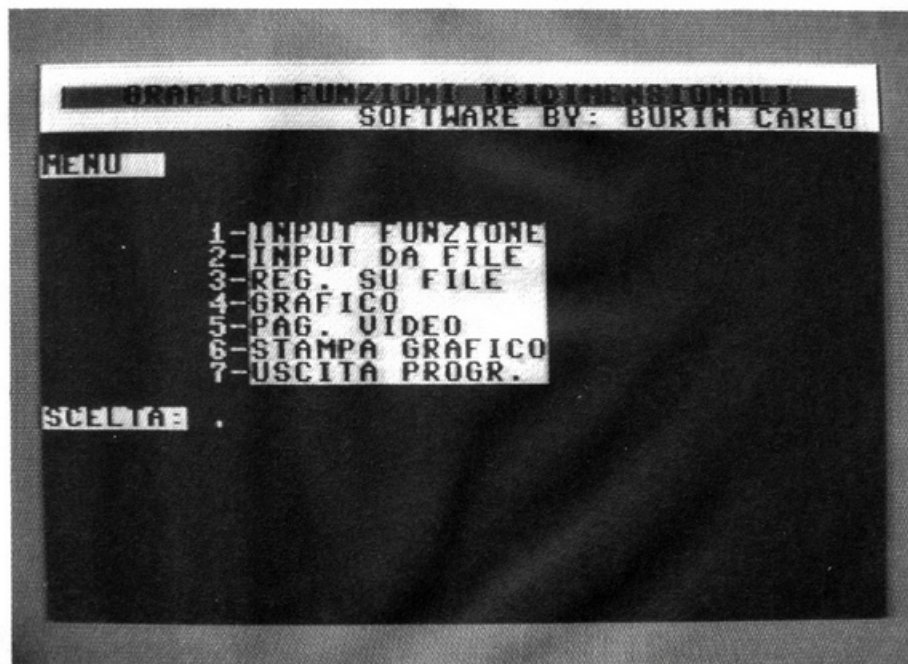 GRAFICA FUNZIONI TRIDIMENSIONALI
SOFTWARE BY: BURIN CARLO
MENU
1-INPUT FUNZIONE
2-INPUT DA FILE
3-REG. SU FILE
4-GRAFICO
5-PAG. VIDEO
6-STAMPA GRAFICO
7-USCITA PROGR.
SCELTA: .